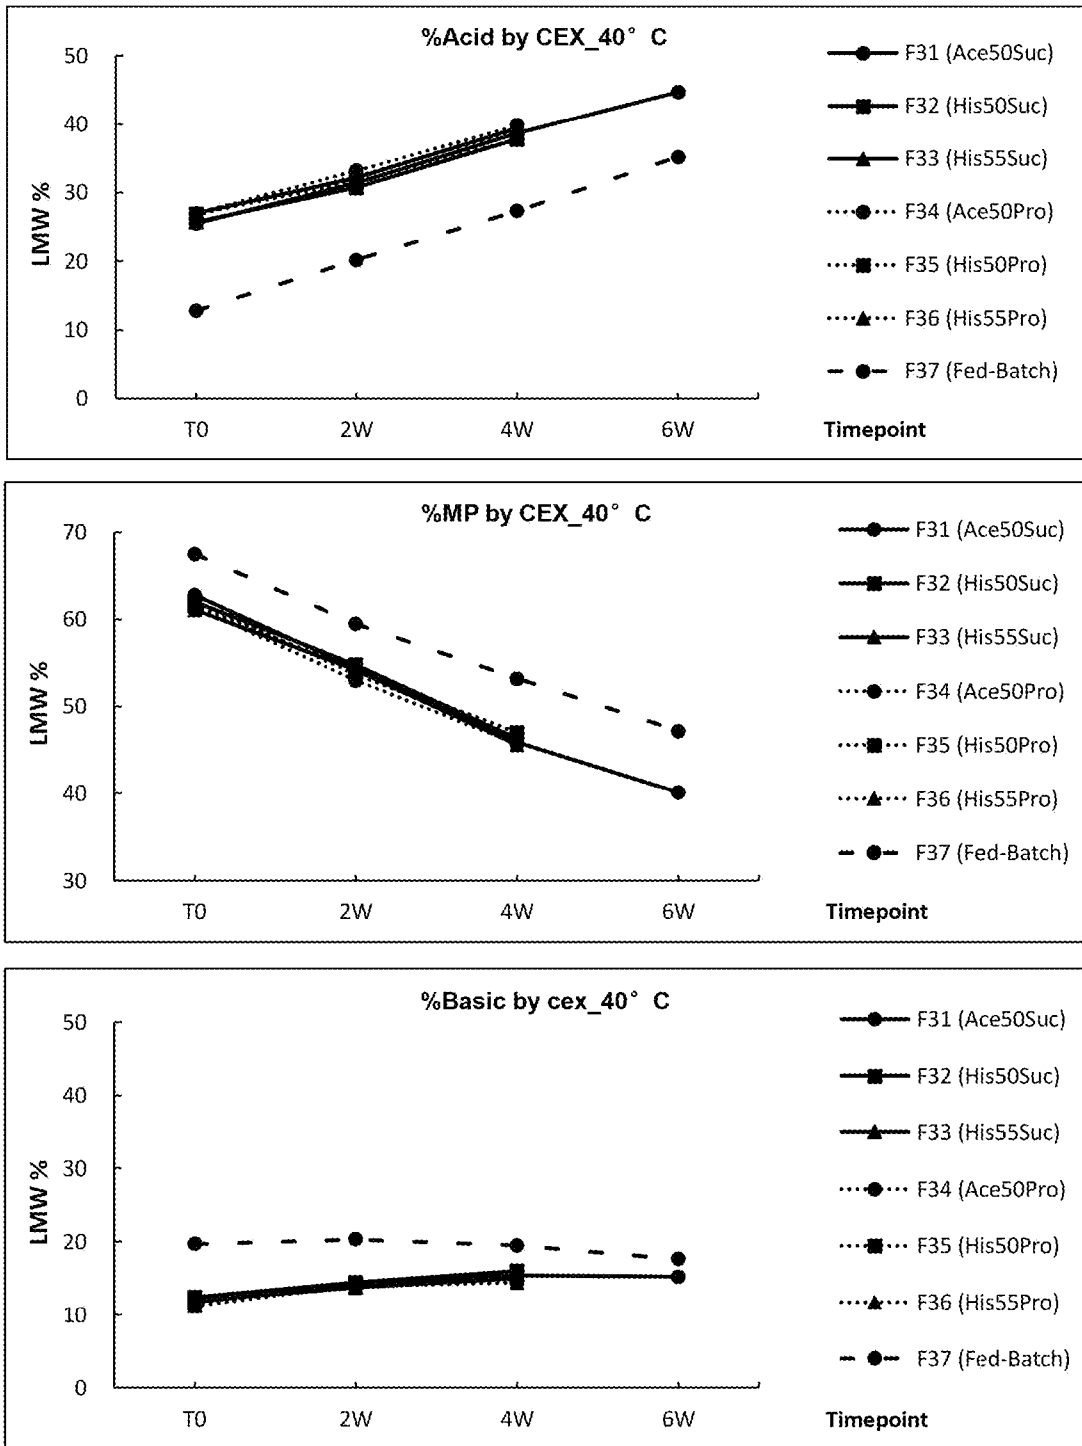 %Acid by CEX_40° C
50
40
30
20
10
0
LMW %
T0 2W 4W 6W Timepoint
F31 (Ace50Suc)
F32 (His50Suc)
F33 (His55Suc)
F34 (Ace50Pro)
F35 (His50Pro)
F36 (His55Pro)
F37 (Fed-Batch)
%MP by CEX_40° C
70
60
50
40
30
LMW %
T0 2W 4W 6W Timepoint
F31 (Ace50Suc)
F32 (His50Suc)
F33 (His55Suc)
F34 (Ace50Pro)
F35 (His50Pro)
F36 (His55Pro)
F37 (Fed-Batch)
%Basic by cex_40° C
50
40
30
20
10
0
LMW %
T0 2W 4W 6W Timepoint
F31 (Ace50Suc)
F32 (His50Suc)
F33 (His55Suc)
F34 (Ace50Pro)
F35 (His50Pro)
F36 (His55Pro)
F37 (Fed-Batch)